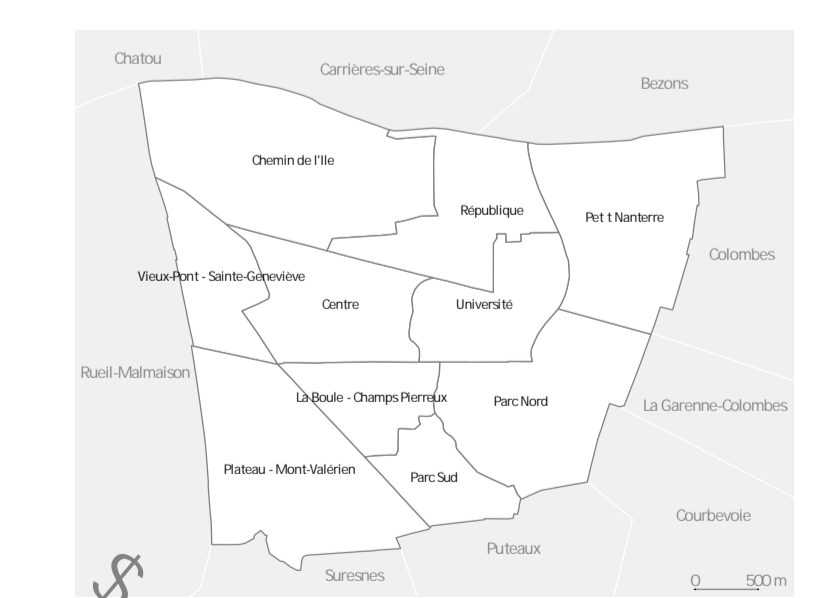 Chatou
Carrières-sur-Seine
Bezons
Chemin de l'Ile
République
Pet t Nanterre
Colombes
Vieux-Pont - Sainte-Geneviève
Centre
Université
Rueil-Malmaison
La Boule - Champs Pierreux
Parc Nord
La Garenne-Colombes
Plateau - Mont-Valérien
Parc Sud
Courbevoie
Puteaux
Suresnes
0 500 m